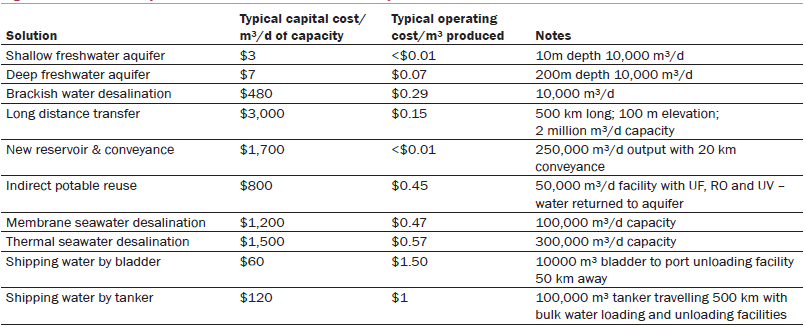 Typical capital cost/ Typical operating
Solution m³/d of capacity cost/m³ produced Notes
Shallow freshwater aquifer $3 <$0.01 10m depth 10,000 m³/d
Deep freshwater aquifer $7 $0.07 200m depth 10,000 m³/d
Brackish water desalination $480 $0.29 10,000 m³/d
Long distance transfer $3,000 $0.15 500 km long; 100 m elevation;
2 million m³/d capacity
New reservoir & conveyance $1,700 <$0.01 250,000 m³/d output with 20 km
conveyance
Indirect potable reuse $800 $0.45 50,000 m³/d facility with UF, RO and UV –
water returned to aquifer
Membrane seawater desalination $1,200 $0.47 100,000 m³/d capacity
Thermal seawater desalination $1,500 $0.57 300,000 m³/d capacity
Shipping water by bladder $60 $1.50 10000 m³ bladder to port unloading facility
50 km away
Shipping water by tanker $120 $1 100,000 m³ tanker travelling 500 km with
bulk water loading and unloading facilities